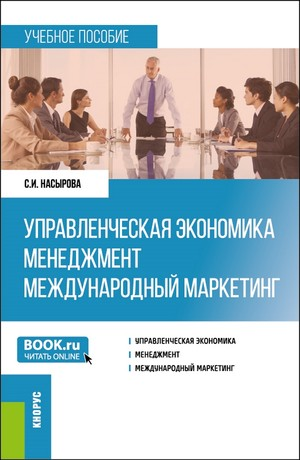 УЧЕБНОЕ ПОСОБИЕ
С.И. НАСЫРОВА
УПРАВЛЕНЧЕСКАЯ ЭКОНОМИКА
МЕНЕДЖМЕНТ
МЕЖДУНАРОДНЫЙ МАРКЕТИНГ
BOOK.ru
ЧИТАТЬ ONLINE
УПРАВЛЕНЧЕСКАЯ ЭКОНОМИКА
МЕНЕДЖМЕНТ
МЕЖДУНАРОДНЫЙ МАРКЕТИНГ
КНОРУС